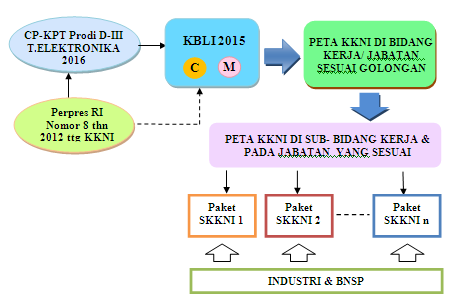 CP-KPT Prodi D-III
T.ELEKTRONIKA
2016
KBLI 2015
C M
PETA KKNI DI BIDANG
KERJA/ JABATAN
SESUAI GOLONGAN
Perpres RI
Nomor 8 thn
2012 ttg KKNI
PETA KKNI DI SUB- BIDANG KERJA &
PADA JABATAN YANG SESUAI
Paket
SKKNI 1
Paket
SKKNI 2
Paket
SKKNI n
INDUSTRI & BNSP